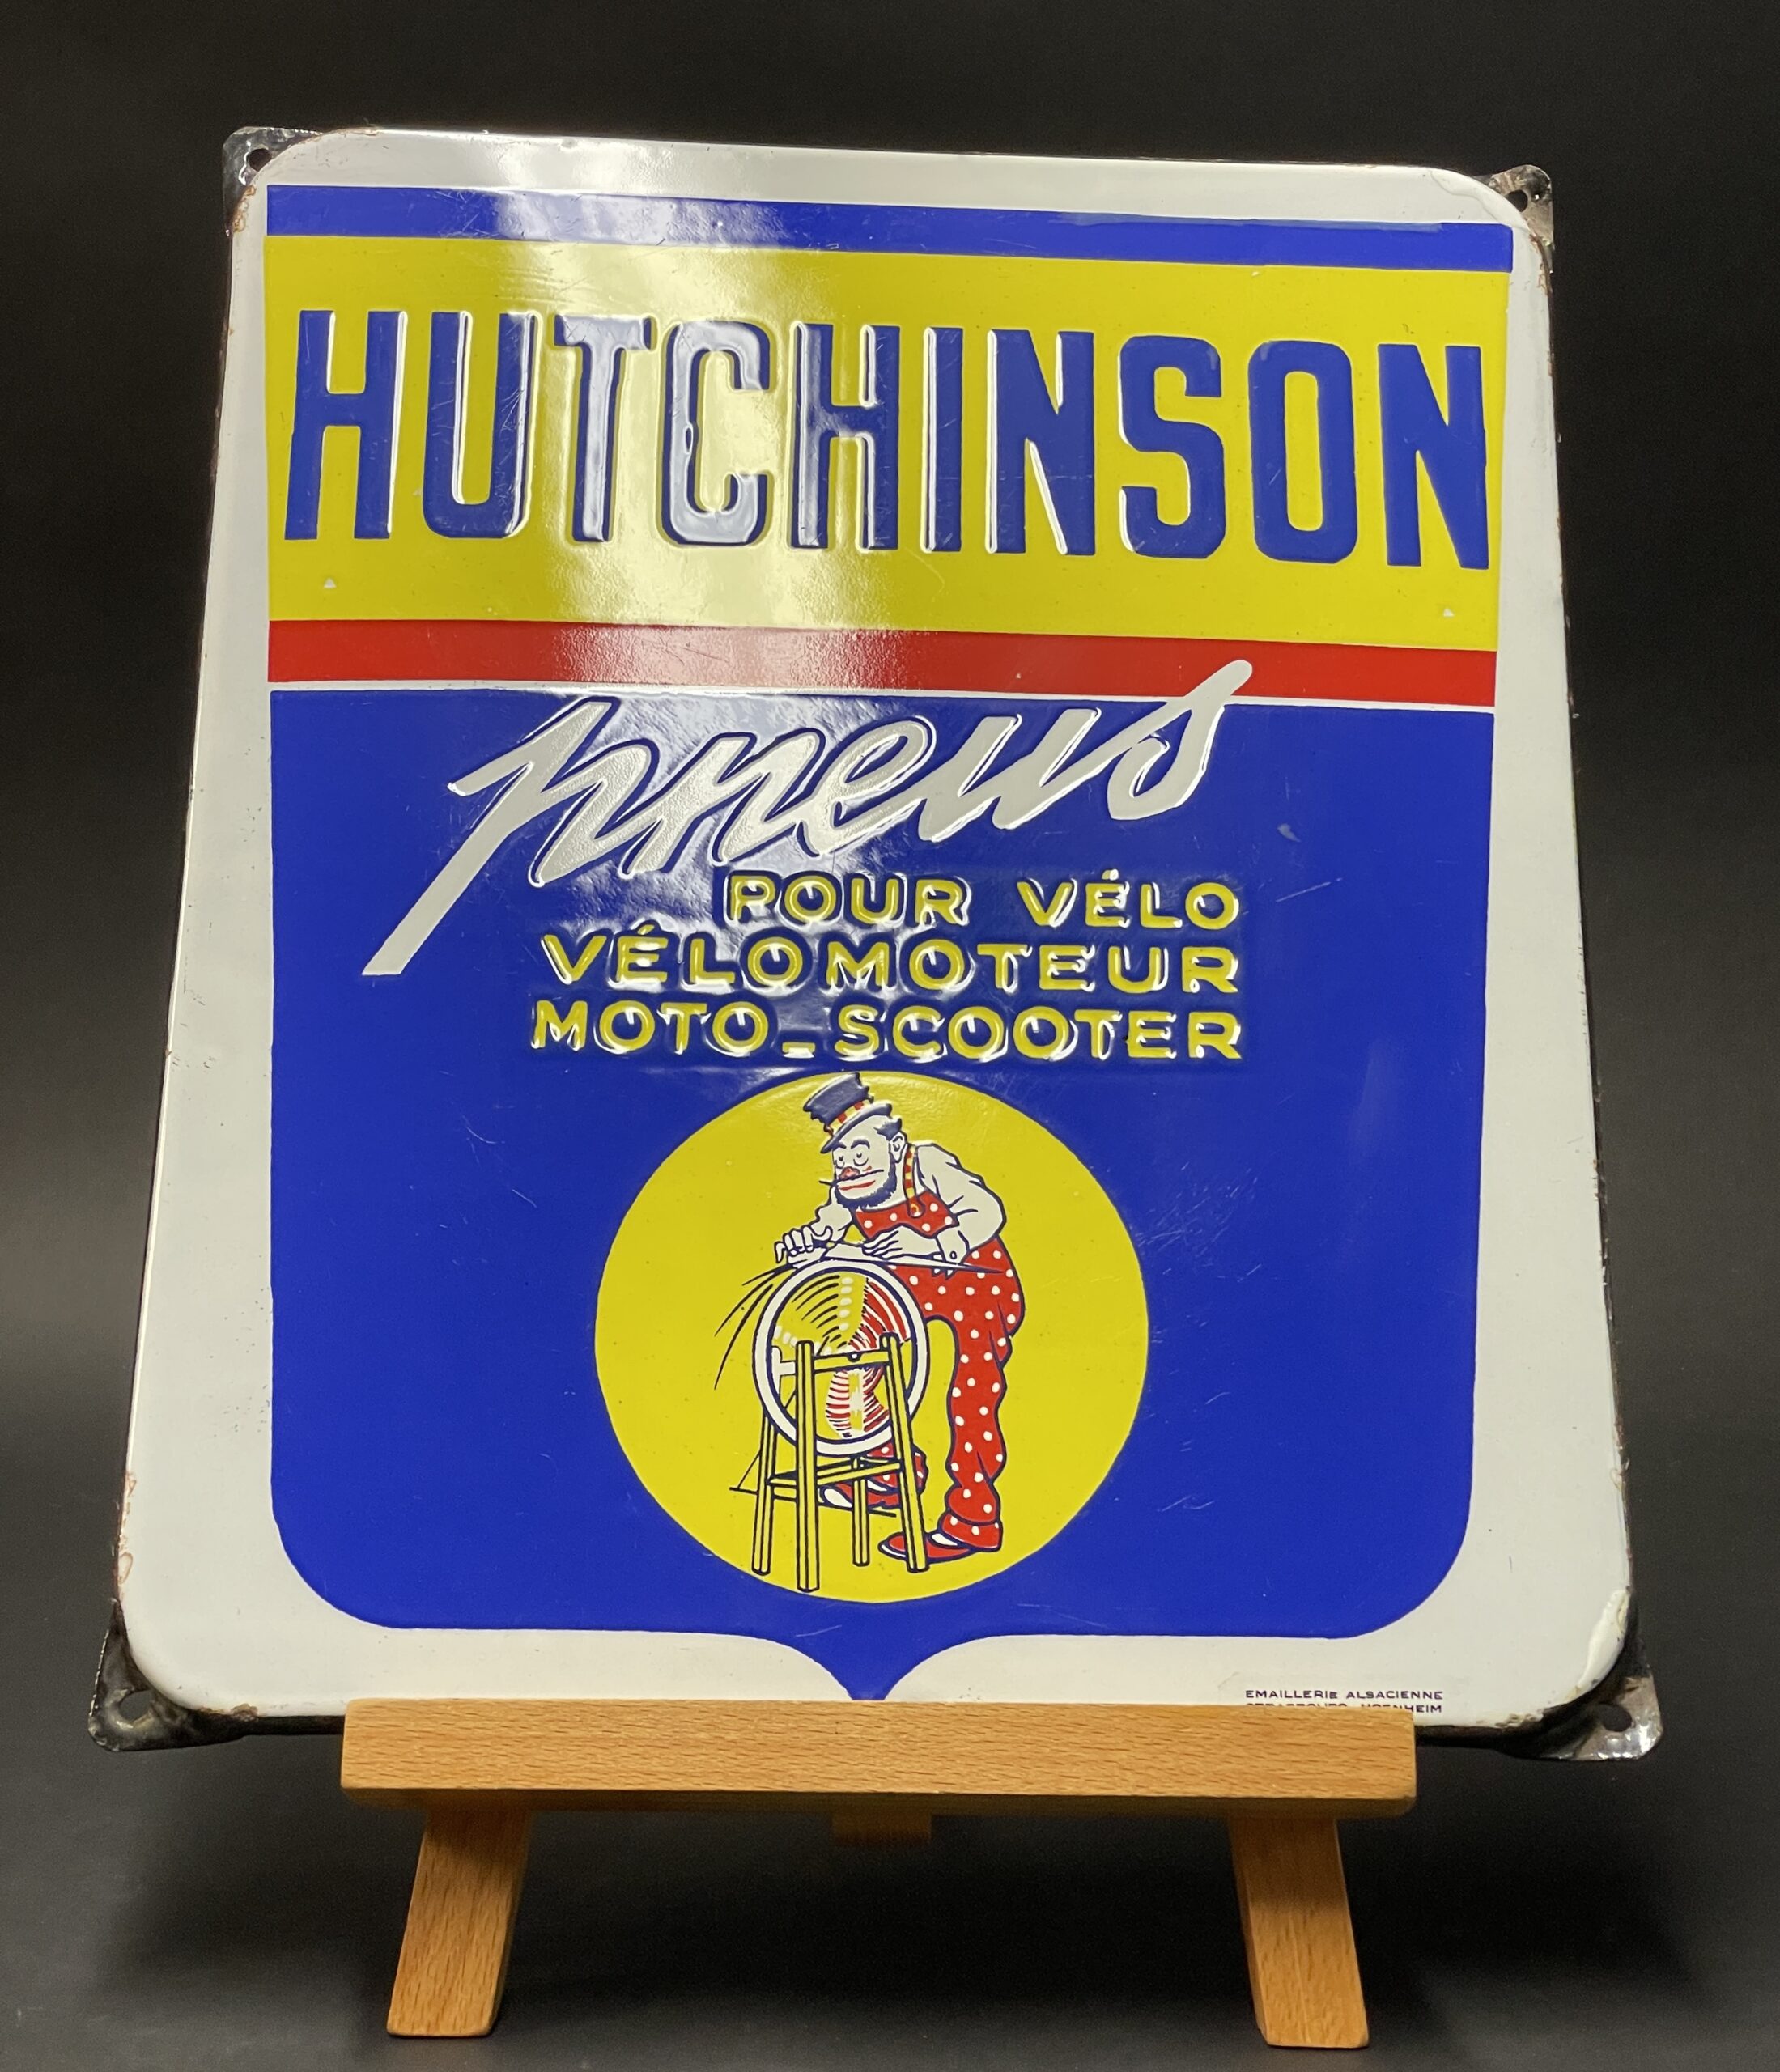 HUTCHINSON
pneus
POUR VÉLO
VÉLOMOTEUR
MOTO_SCOOTER
EMAILLERIE ALSACIENNE